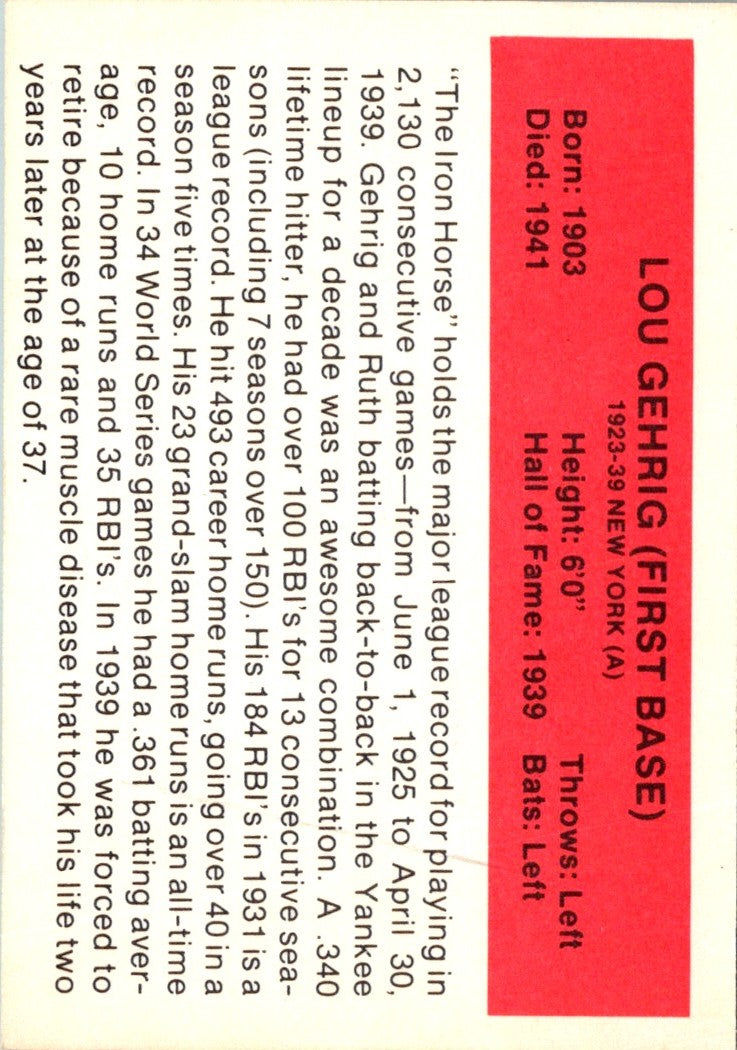 LOU GEHRIG (FIRST BASE)
1923-39 NEW YORK (A)
Born: 1903 Height: 6'0" Throws: Left
Died: 1941 Hall of Fame: 1939 Bats: Left
"The Iron Horse" holds the major league record for playing in
2,130 consecutive games—from June 1, 1925 to April 30,
1939. Gehrig and Ruth batting back-to-back in the Yankee
lineup for a decade was an awesome combination. A .340
lifetime hitter, he had over 100 RBI's for 13 consecutive sea-
sons (including 7 seasons over 150). His 184 RBI's in 1931 is a
league record. He hit 493 career home runs, going over 40 in a
season five times. His 23 grand-slam home runs is an all-time
record. In 34 World Series games he had a .361 batting aver-
age, 10 home runs and 35 RBI's. In 1939 he was forced to
retire because of a rare muscle disease that took his life two
years later at the age of 37.